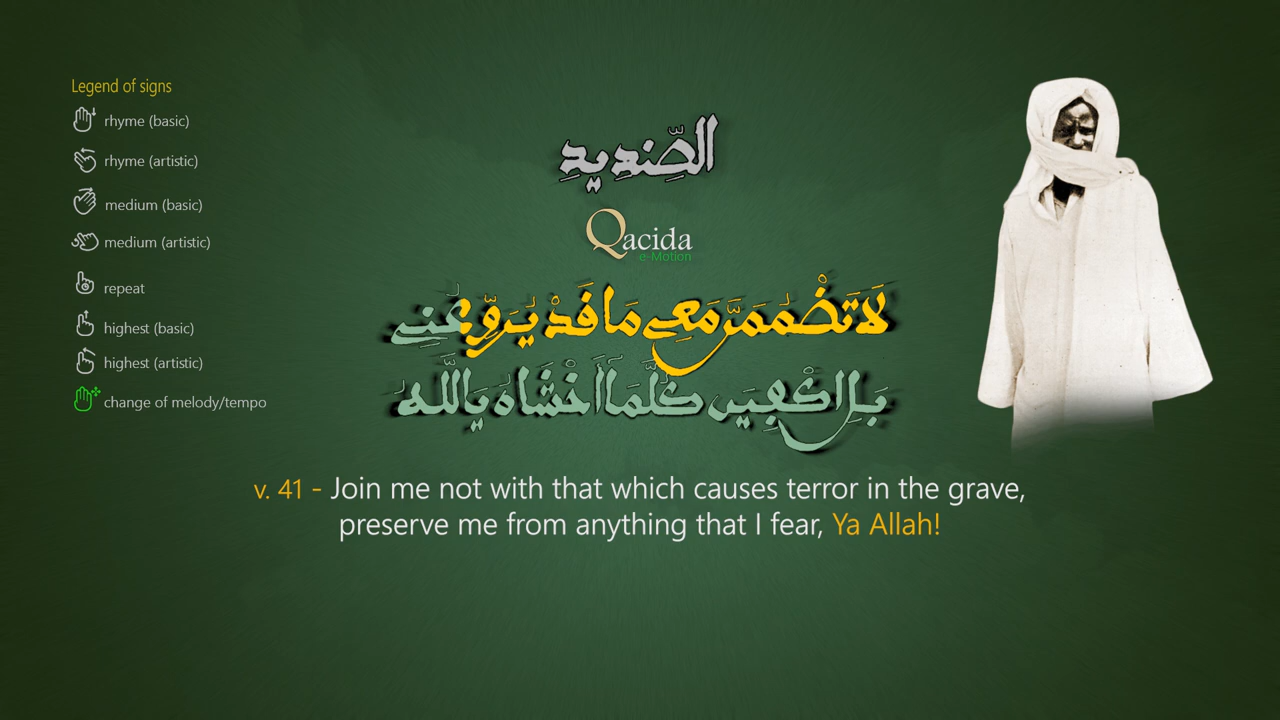 Legend of signs
rhyme (basic)
rhyme (artistic)
medium (basic)
medium (artistic)
repeat
highest (basic)
highest (artistic)
change of melody/tempo
الصِّنْدِيدِ
Qacida
e-Motion
لَا تَضْمُمَنَّ مَعِي مَا قَدْ يُرَوِّعُنِي
بَلِ اكْفِيَنِ كُلَّمَا أَخْشَاهُ يَا اللَّهُ
v. 41 - Join me not with that which causes terror in the grave,
preserve me from anything that I fear, Ya Allah!